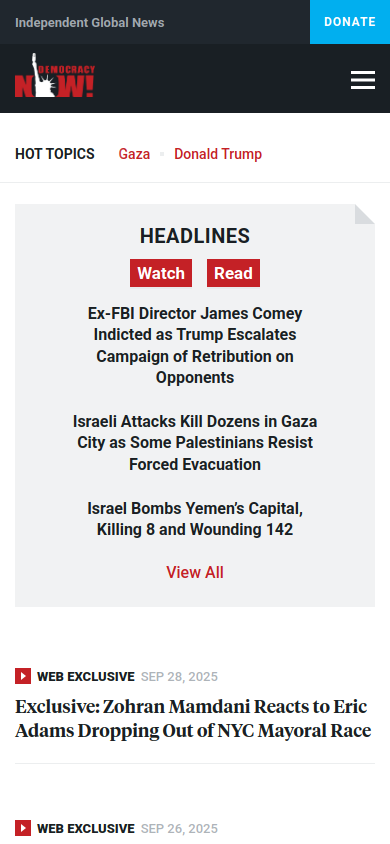 Independent Global News
DONATE
DEMOCRACY
NOW!
HOT TOPICS
Gaza
Donald Trump
HEADLINES
Watch
Read
Ex-FBI Director James Comey
Indicted as Trump Escalates
Campaign of Retribution on
Opponents
Israeli Attacks Kill Dozens in Gaza
City as Some Palestinians Resist
Forced Evacuation
Israel Bombs Yemen’s Capital,
Killing 8 and Wounding 142
View All
WEB EXCLUSIVE SEP 28, 2025
Exclusive: Zohran Mamdani Reacts to Eric
Adams Dropping Out of NYC Mayoral Race
WEB EXCLUSIVE SEP 26, 2025